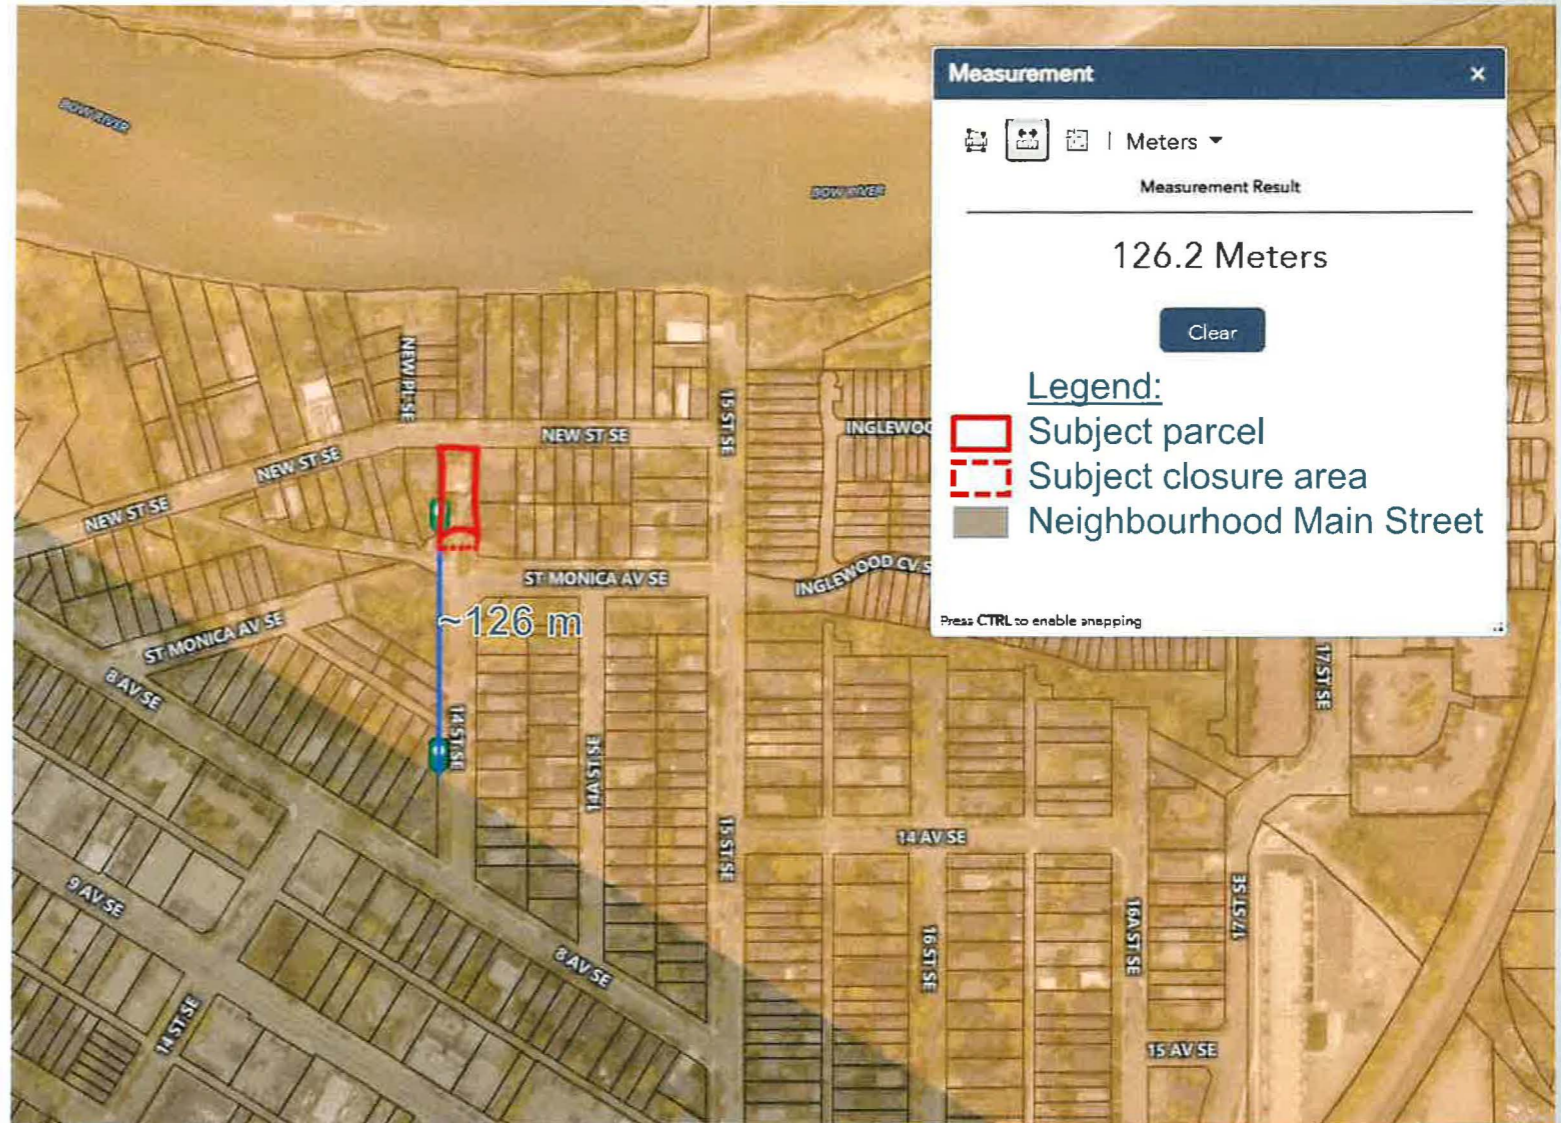 Measurement
Meters
Measurement Result
126.2 Meters
Clear
Legend:
Subject parcel
Subject closure area
Neighbourhood Main Street
Press CTRL to enable snapping
BOW RIVER
BOW RIVER
NEW PL SE
15 ST SE
NEW ST SE
INGLEWOO
NEW ST SE
NEW ST SE
ST MONICA AV SE
INGLEWOOD CV S
~126 m
ST MONICA AV SE
8 AV SE
17 ST SE
14 ST SE
14A ST SE
15 ST SE
14 AV SE
9 AV SE
17 ST SE
16A ST SE
16 ST SE
8 AV SE
14 ST SE
15 AV SE